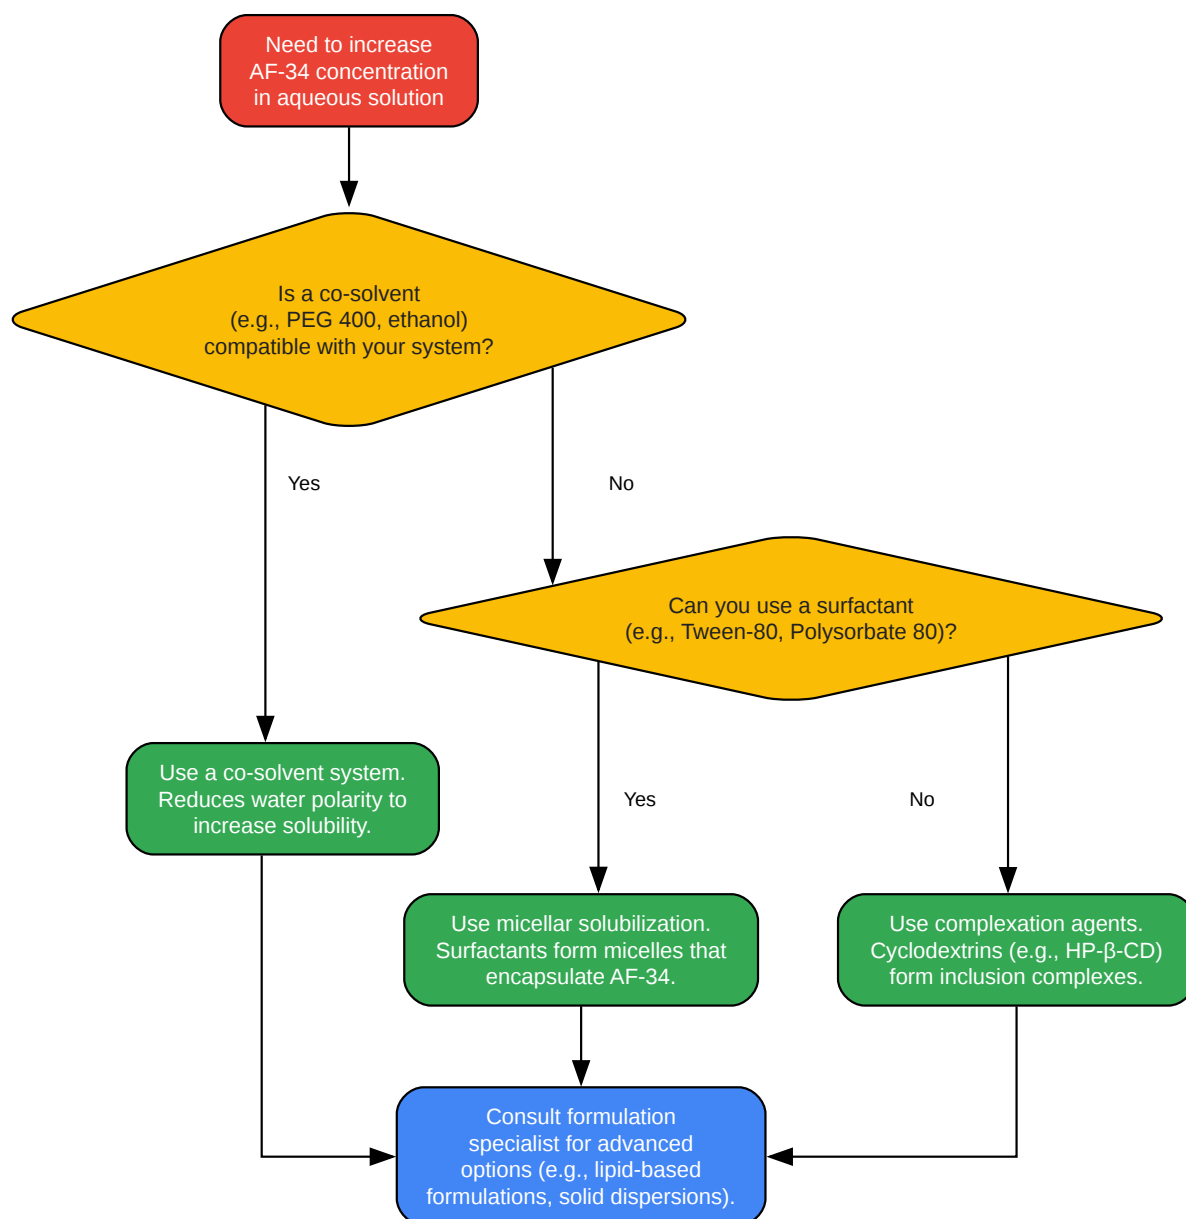 Need to increase
AF-34 concentration
in aqueous solution
Is a co-solvent
(e.g., PEG 400, ethanol)
compatible with your system?
Yes
No
Can you use a surfactant
(e.g., Tween-80, Polysorbate 80)?
Use a co-solvent system.
Reduces water polarity to
increase solubility.
Yes
No
Use micellar solubilization.
Surfactants form micelles that
encapsulate AF-34.
Use complexation agents.
Cyclodextrins (e.g., HP-β-CD)
form inclusion complexes.
Consult formulation
specialist for advanced
options (e.g., lipid-based
formulations, solid dispersions).